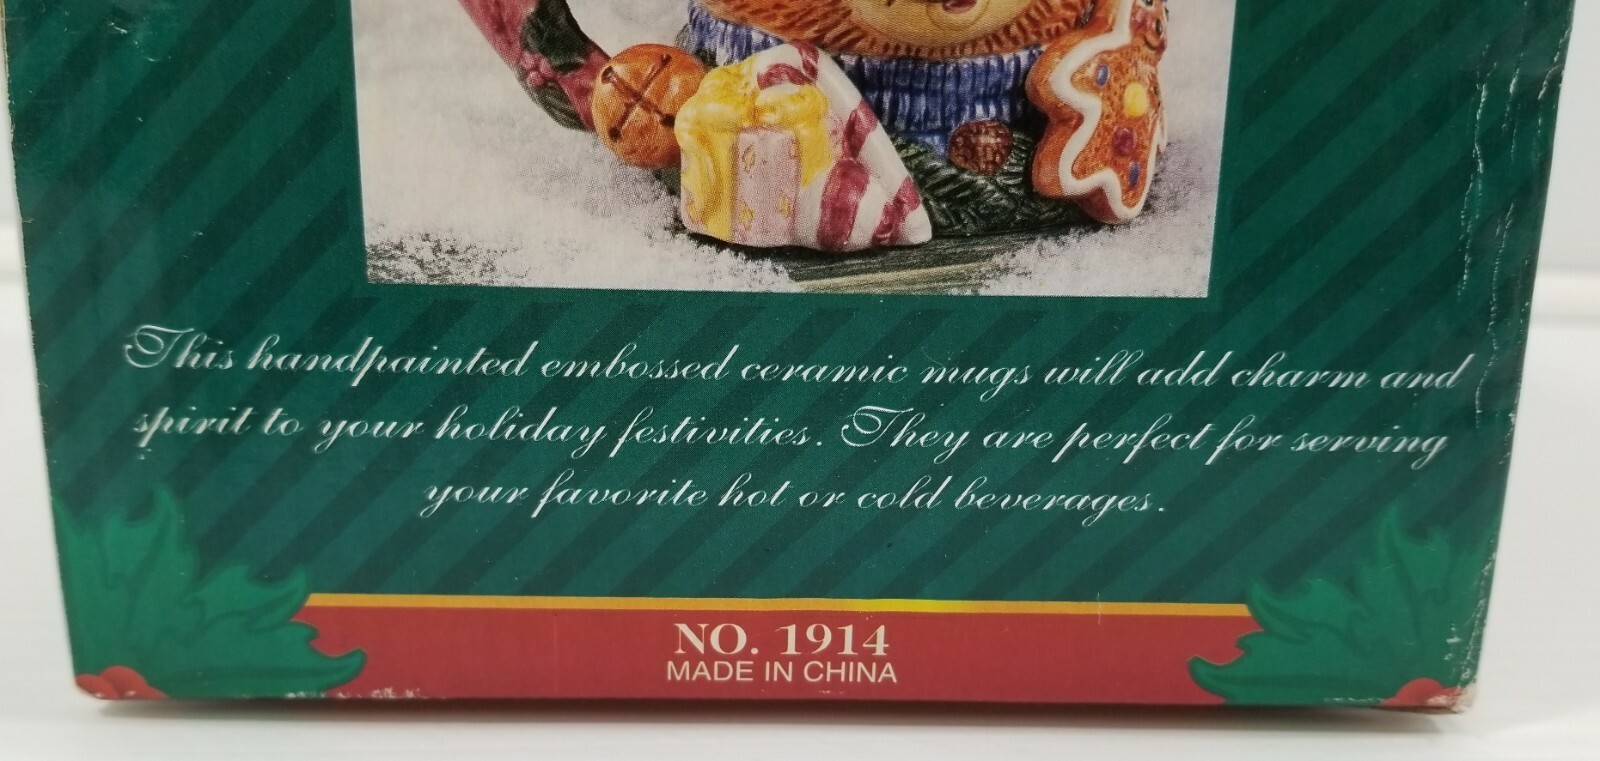 This handpainted embossed ceramic mugs will add charm and
spirit to your holiday festivities. They are perfect for serving
your favorite hot or cold beverages.
NO. 1914
MADE IN CHINA